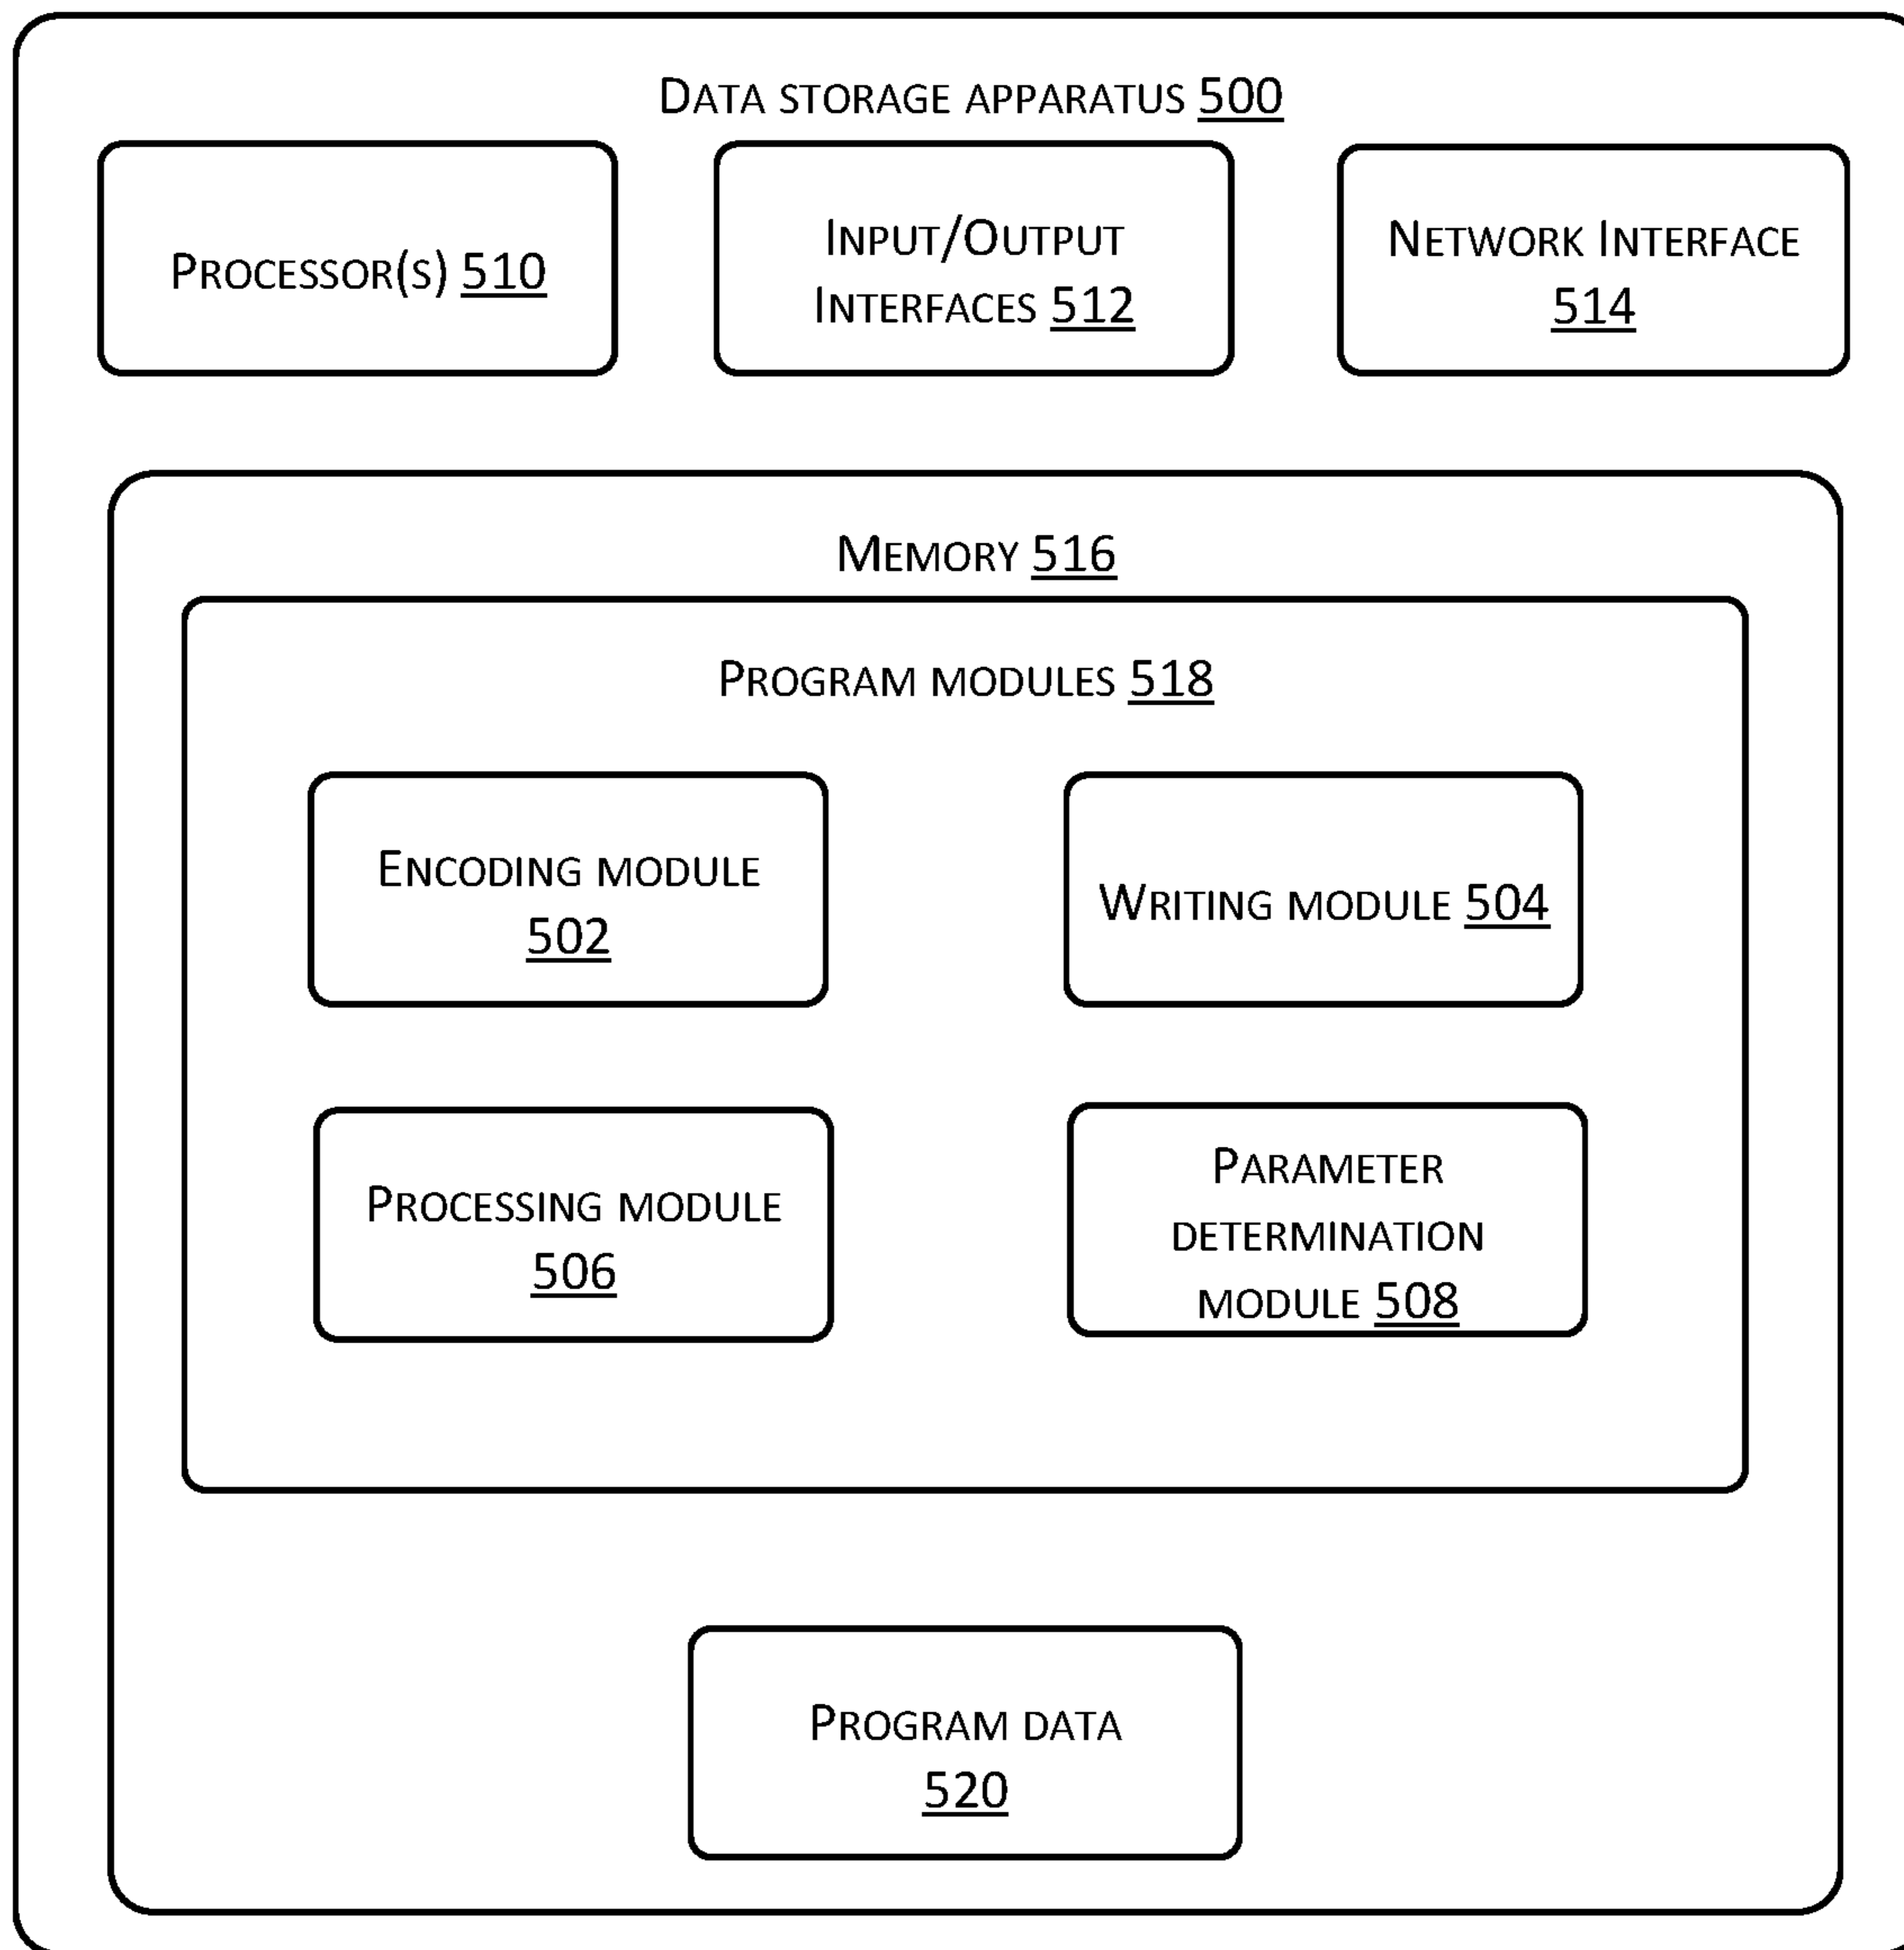 Data storage apparatus 500
Processor(s) 510
Input/Output
Interfaces 512
Network Interface
514
Memory 516
Program modules 518
Encoding module
502
Writing module 504
Processing module
506
Parameter
determination
module 508
Program data
520